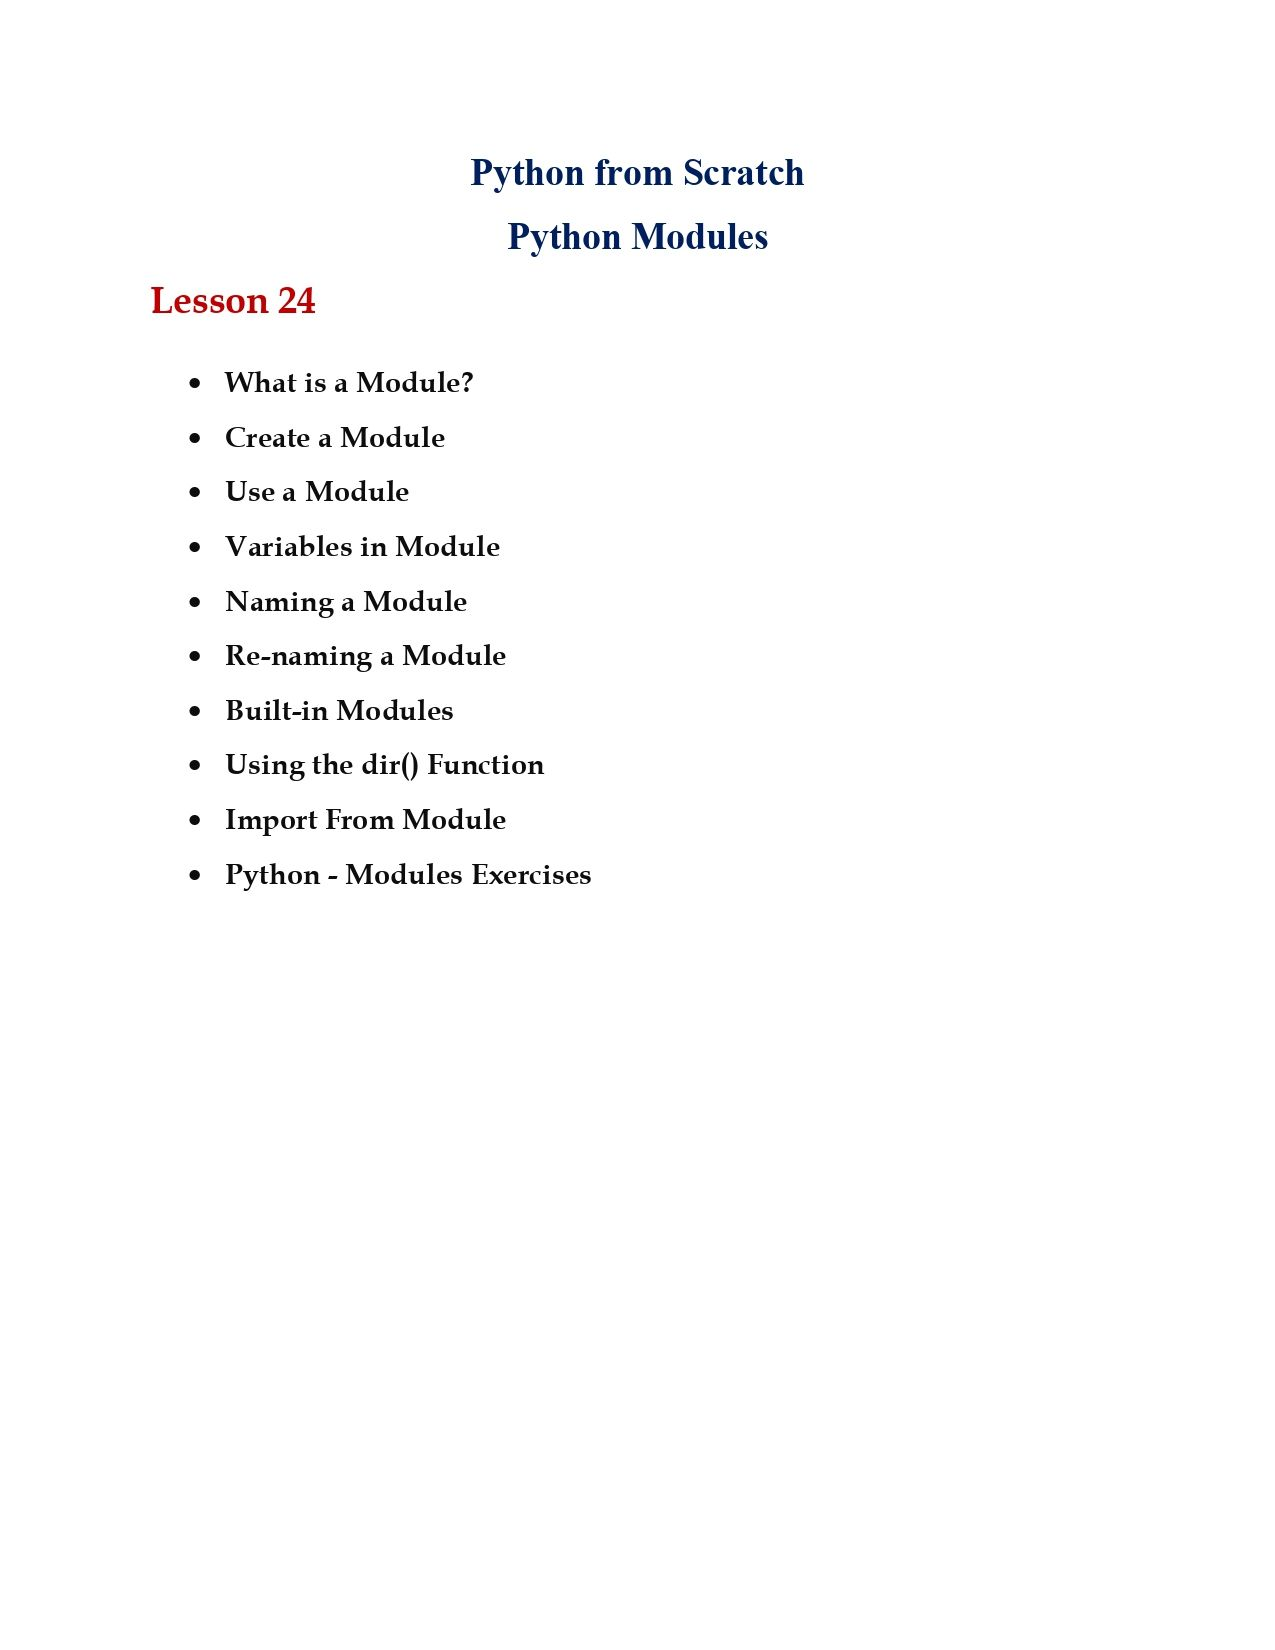 Python from Scratch
Python Modules
Lesson 24
• What is a Module?
• Create a Module
• Use a Module
• Variables in Module
• Naming a Module
• Re-naming a Module
• Built-in Modules
• Using the dir() Function
• Import From Module
• Python - Modules Exercises